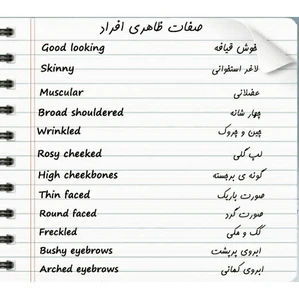 صفات ظاهری افراد
Good looking خوش قیافه
Skinny لاغر استخوانی
Muscular عضلانی
Broad shouldered چهار شانه
Wrinkled چین و چروک
Rosy cheeked لپ گلی
High cheekbones گونه ی برجسته
Thin faced صورت باریک
Round faced صورت گرد
Freckled کک و مکی
Bushy eyebrows ابروی پرپشت
Arched eyebrows ابروی کمانی